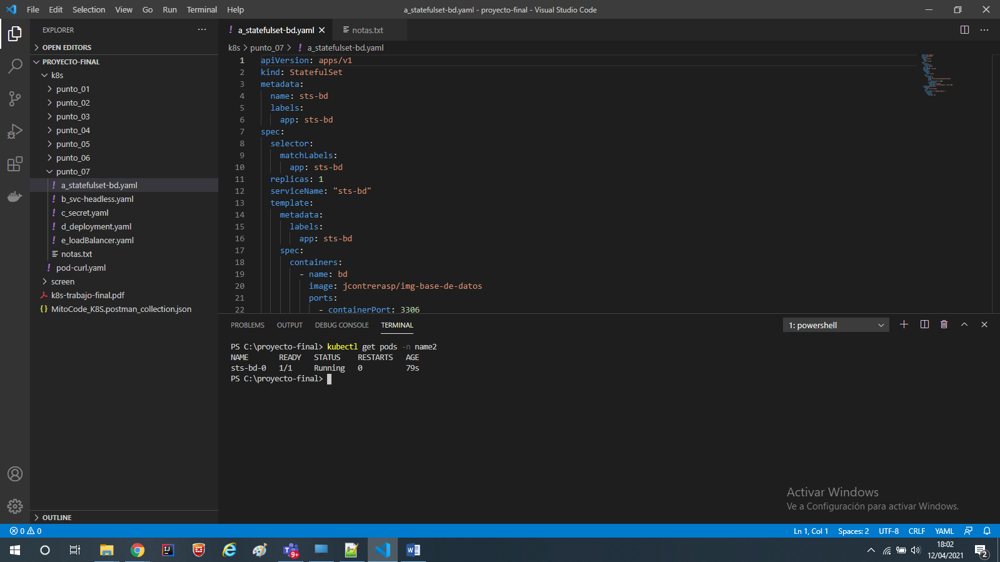 File Edit Selection View Go Run Terminal Help
a_statefulset-bd.yaml - proyecto-final - Visual Studio Code
EXPLORER
OPEN EDITORS
PROYECTO-FINAL
k8s
punto_01
punto_02
punto_03
punto_04
punto_05
punto_06
punto_07
! a_statefulset-bd.yaml
! b_svc-headless.yaml
! c_secret.yaml
! d_deployment.yaml
! e_loadBalancer.yaml
notas.txt
! pod-curl.yaml
screen
k8s-trabajo-final.pdf
{} MitoCode_K8S.postman_collection.json
OUTLINE
! a_statefulset-bd.yaml
notas.txt
k8s > punto_07 > ! a_statefulset-bd.yaml
1 apiVersion: apps/v1
2 kind: StatefulSet
3 metadata:
4 name: sts-bd
5 labels:
6 app: sts-bd
7 spec:
8 selector:
9 matchLabels:
10 app: sts-bd
11 replicas: 1
12 serviceName: "sts-bd"
13 template:
14 metadata:
15 labels:
16 app: sts-bd
17 spec:
18 containers:
19 - name: bd
20 image: jcontrerasp/img-base-de-datos
21 ports:
22 - containerPort: 3306
PROBLEMS OUTPUT DEBUG CONSOLE TERMINAL
1: powershell
PS C:\proyecto-final> kubectl get pods -n name2
NAME READY STATUS RESTARTS AGE
sts-bd-0 1/1 Running 0 79s
PS C:\proyecto-final>
Activar Windows
Ve a Configuración para activar Windows.
0 0
Ln 1, Col 1 Spaces: 2 UTF-8 CRLF YAML
9+
18:02
12/04/2021
2